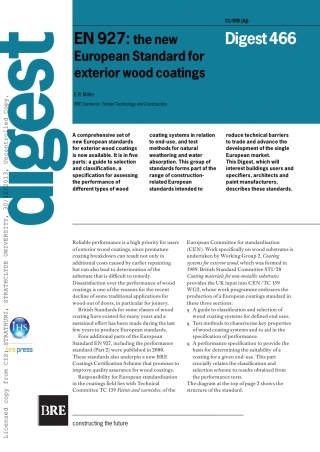 CI/SfB (Aj)
EN 927: the new
European Standard for
exterior wood coatings
Digest 466
E R Miller
BRE Centre for Timber Technology and Construction
digest
A comprehensive set of
new European standards
for exterior wood coatings
is now available. It is in five
parts: a guide to selection
and classification, a
specification for assessing
the performance of
different types of wood
coating systems in relation
to end-use, and test
methods for natural
weathering and water
absorption. This group of
standards forms part of the
range of construction-
related European
standards intended to
reduce technical barriers
to trade and advance the
development of the single
European market.
This Digest, which will
interest buildings users and
specifiers, architects and
paint manufacturers,
describes these standards.
Reliable performance is a high priority for users
of exterior wood coatings, since premature
coating breakdown can result not only in
additional costs caused by earlier repainting
but can also lead to deterioration of the
substrate that is difficult to remedy.
Dissatisfaction over the performance of wood
coatings is one of the reasons for the recent
decline of some traditional applications for
wood out of doors, in particular for joinery.
British Standards for some classes of wood
coating have existed for many years and a
sustained effort has been made during the last
few years to produce European standards.
Four additional parts of the European
Standard EN 927, including the performance
standard (Part 2) were published in 2000.
These standards also underpin a new BRE
Coatings Certification Scheme that promises to
improve quality assurance for wood coatings.
Responsibility for European standardisation
in the coatings field lies with Technical
Committee TC 139 Paints and varnishes, of the
European Committee for Standardisation
(CEN). Work specifically on wood substrates is
undertaken by Working Group 2, Coating
systems for exterior wood, which was formed in
1989. British Standard Committee STI/28
Coating materials for non-metallic substrates
provides the UK input into CEN/TC 139
WG2, whose work programme embraces the
production of a European coatings standard in
these three sections:
A guide to classification and selection of
wood coating systems for defined end uses.
Test methods to characterise key properties
of wood coating systems and to aid in the
specification of performance.
A performance specification to provide the
basis for determining the suitability of a
coating for a given end-use. This part
crucially relates the classification and
selection scheme to results obtained from
the performance tests.
The diagram at the top of page 2 shows the
structure of the standard.
IHS
BRE
constructing the future
Licensed copy from CIS: STRATHUNI, STRATHCLYDE UNIVERSITY, 30/11/2013, Uncontrolled Copy.